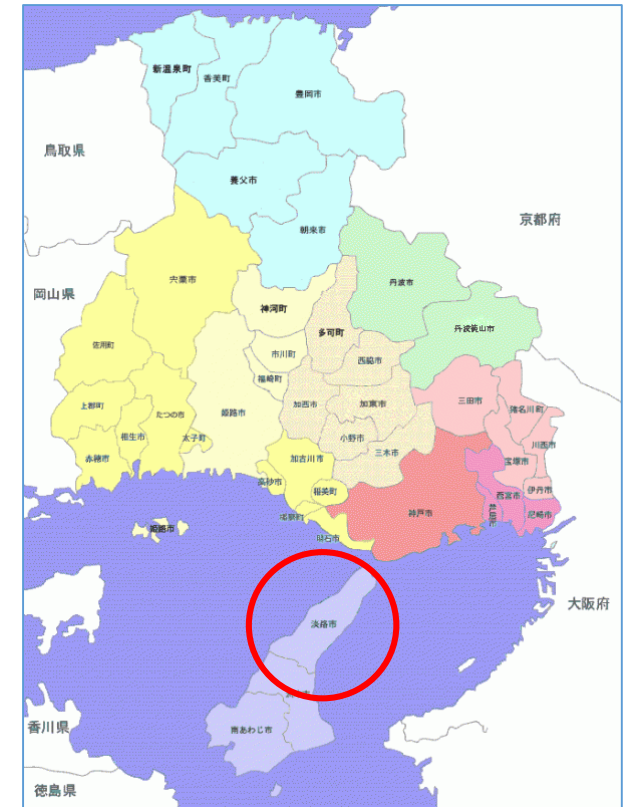 新温泉町
香美町
豊岡市
鳥取県
養父市
京都府
朝来市
宍粟市
丹波市
岡山県
神河町
丹波篠山市
多可町
佐用町
市川町
西脇市
福崎町
三田市
猪名川町
上郡町
たつの市
姫路市
加西市
加東市
相生市
太子町
小野市
川西市
赤穂市
加古川市
三木市
宝塚市
高砂市
稲美町
西宮市
伊丹市
神戸市
芦屋市
尼崎市
播磨町
姫路市
明石市
大阪府
淡路市
香川県
南あわじ市
徳島県